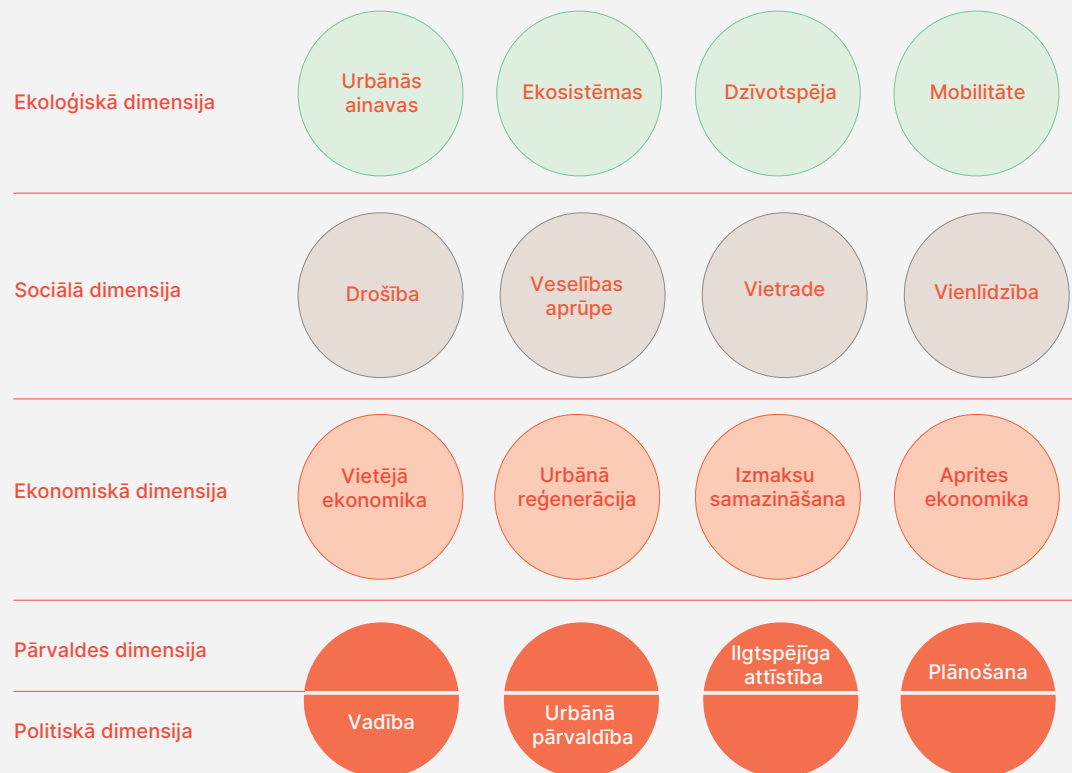 Ekoloģiskā dimensija
Urbānās
ainavas
Ekosistēmas
Dzīvotspēja
Mobilitāte
Sociālā dimensija
Drošība
Veselības
aprūpe
Vietrade
Vienlīdzība
Ekonomiskā dimensija
Vietējā
ekonomika
Urbānā
reģenerācija
Izmaksu
samazināšana
Aprites
ekonomika
Pārvaldes dimensija
Ilgtspējīga
attīstība
Plānošana
Politiskā dimensija
Vadība
Urbānā
pārvaldība